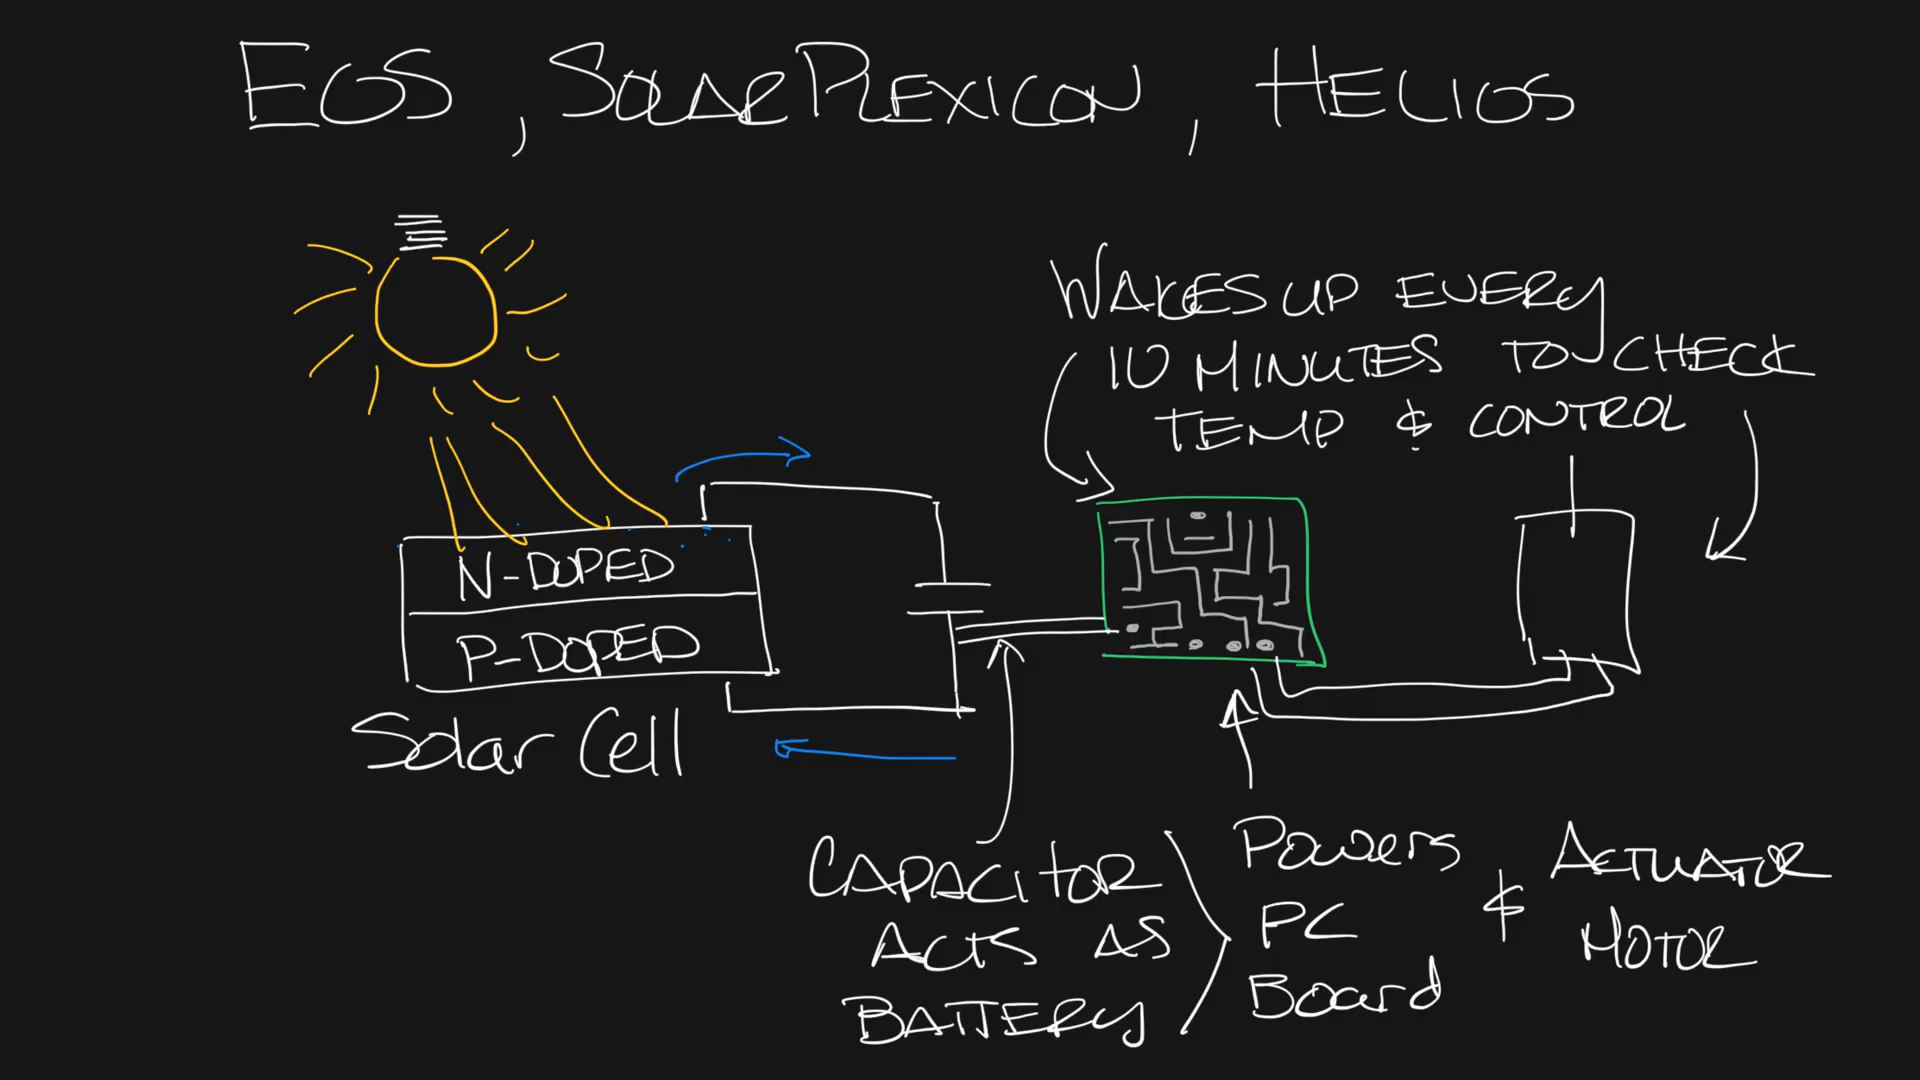 EOS, SOLARPLEXICON, HELIOS
WAKES UP EVERY
10 MINUTES TO CHECK
TEMP & CONTROL
N-DOPED
P-DOPED
Solar Cell
CAPACITOR
ACTS AS
BATTERY
Powers
PC
Board
&
ACTUATOR
MOTOR